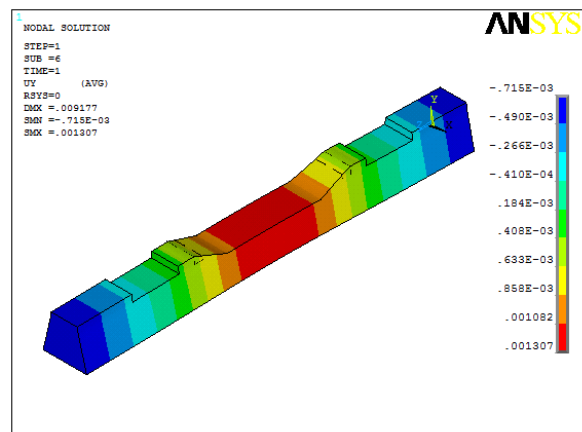 1
NODAL SOLUTION
ANSYS
STEP=1
SUB =6
TIME=1
UY (AVG)
RSYS=0
DMX =.009177
SMN =-.715E-03
SMX =.001307
Y
X
-.715E-03
-.490E-03
-.266E-03
-.410E-04
.184E-03
.408E-03
.633E-03
.858E-03
.001082
.001307